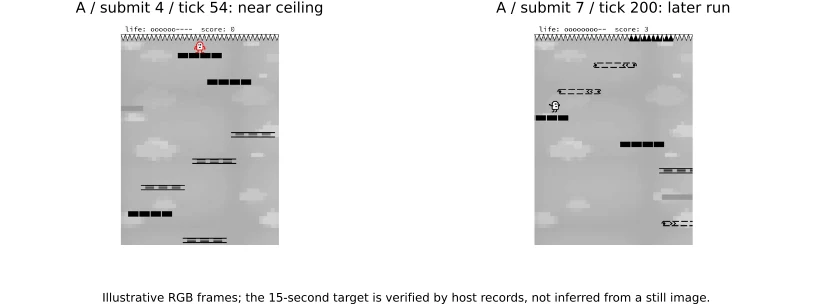 A / submit 4 / tick 54: near ceiling
life: oooooo---- score: 0
A / submit 7 / tick 200: later run
life: oooooooo-- score: 3
Illustrative RGB frames; the 15-second target is verified by host records, not inferred from a still image.